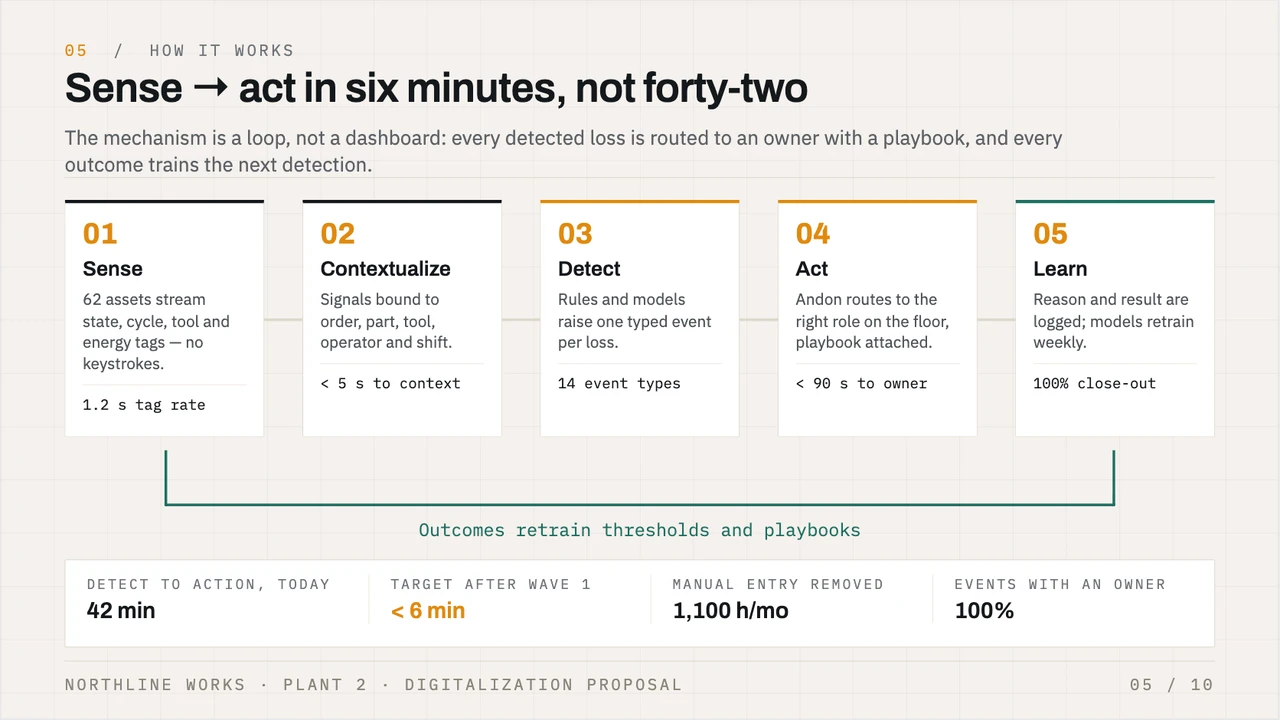 05 / HOW IT WORKS
Sense → act in six minutes, not forty-two
The mechanism is a loop, not a dashboard: every detected loss is routed to an owner with a playbook, and every
outcome trains the next detection.
01
Sense
62 assets stream
state, cycle, tool and
energy tags — no
keystrokes.
1.2 s tag rate
02
Contextualize
Signals bound to
order, part, tool,
operator and shift.
< 5 s to context
03
Detect
Rules and models
raise one typed event
per loss.
14 event types
04
Act
Andon routes to the
right role on the floor,
playbook attached.
< 90 s to owner
05
Learn
Reason and result are
logged; models retrain
weekly.
100% close-out
Outcomes retrain thresholds and playbooks
DETECT TO ACTION, TODAY
42 min
TARGET AFTER WAVE 1
< 6 min
MANUAL ENTRY REMOVED
1,100 h/mo
EVENTS WITH AN OWNER
100%
NORTHLINE WORKS · PLANT 2 · DIGITALIZATION PROPOSAL
05 / 10